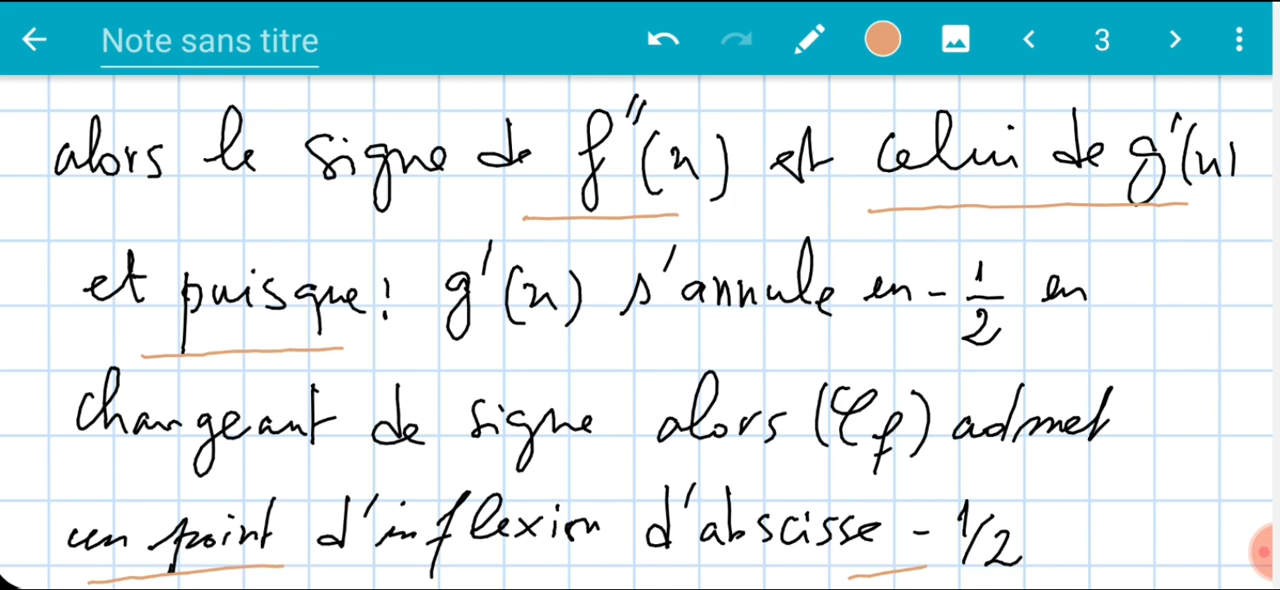 Note sans titre
3
alors le signe de f''(x) est celui de g'(x)
et puisque : g'(x) s'annule en - 1/2 en
changeant de signe alors (𝒞f) admet
un point d'inflexion d'abscisse - 1/2